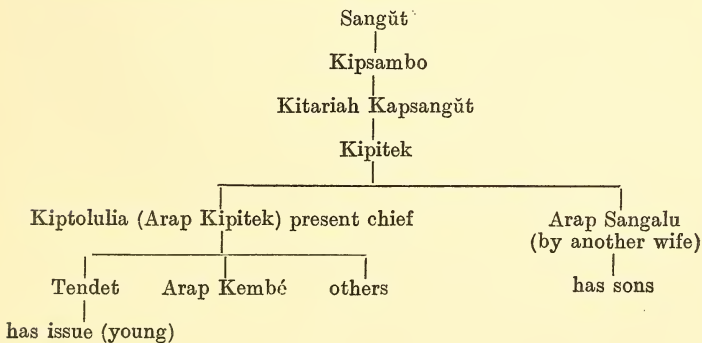 Sangŭt
Kipsambo
Kitariah Kapsangŭt
Kipitek
Kiptolulia (Arap Kipitek) present chief
Arap Sangalu
(by another wife)
Tendet
Arap Kembé
others
has sons
has issue (young)